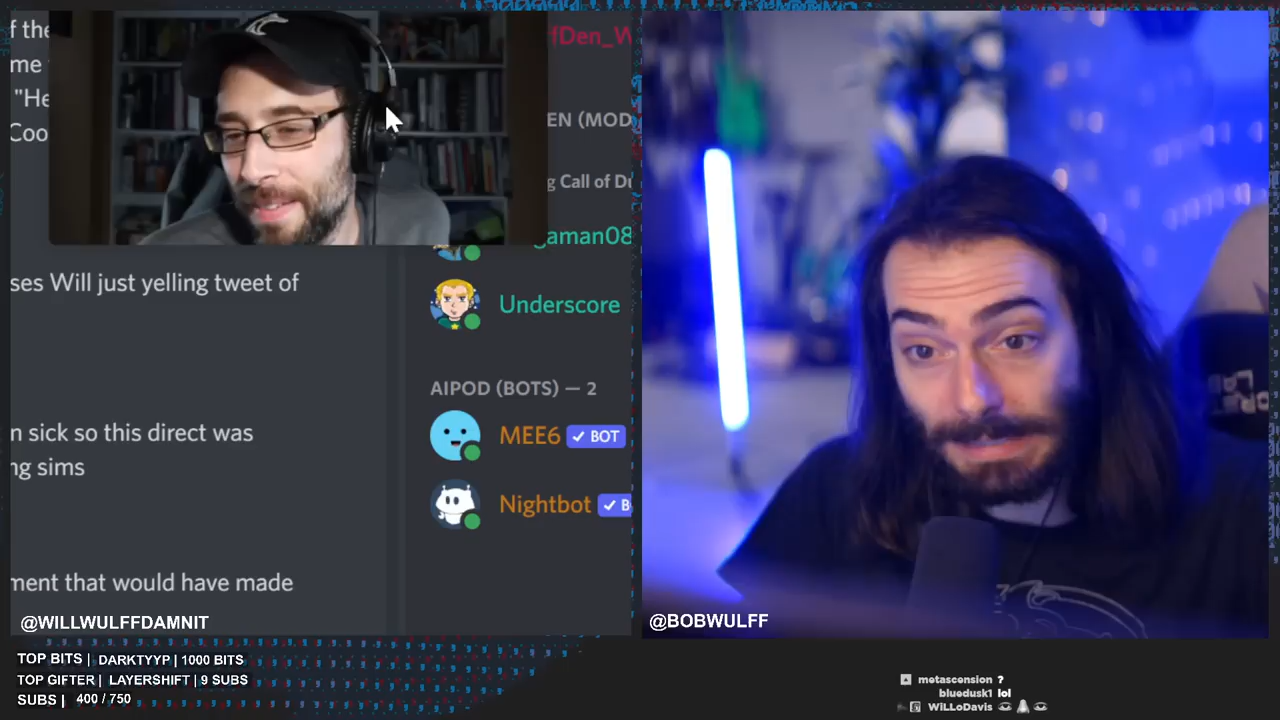 f the
fDen_W
me
"He
EN (MOD
Coo
g Call of Du
gaman08
ses Will just yelling tweet of
Underscore
AIPOD (BOTS) — 2
n sick so this direct was
MEE6 ✓ BOT
ng sims
Nightbot ✓ B
ment that would have made
@WILLWULFFDAMNIT
@BOBWULFF
TOP BITS | DARKTYYP | 1000 BITS
TOP GIFTER | LAYERSHIFT | 9 SUBS
SUBS | 400 / 750
metascension ?
bluedusk1 lol
WiLLoDavis